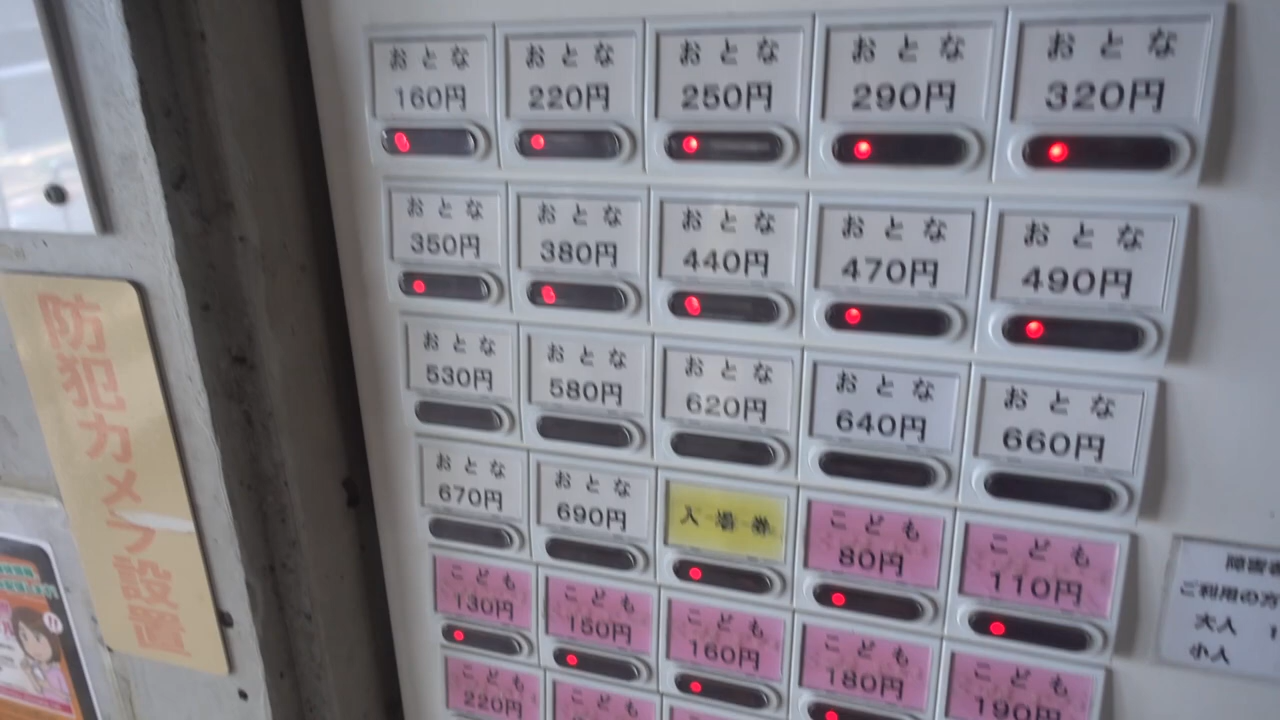 おとな
160円
おとな
220円
おとな
250円
おとな
290円
おとな
320円
おとな
350円
おとな
380円
おとな
440円
おとな
470円
おとな
490円
おとな
530円
おとな
580円
おとな
620円
おとな
640円
おとな
660円
おとな
670円
おとな
690円
入場券
こども
80円
こども
110円
こども
130円
こども
150円
こども
160円
こども
180円
こども
190円
こども
220円
こども
防犯カメラ設置
障害者
ご利用の方
大人
小人